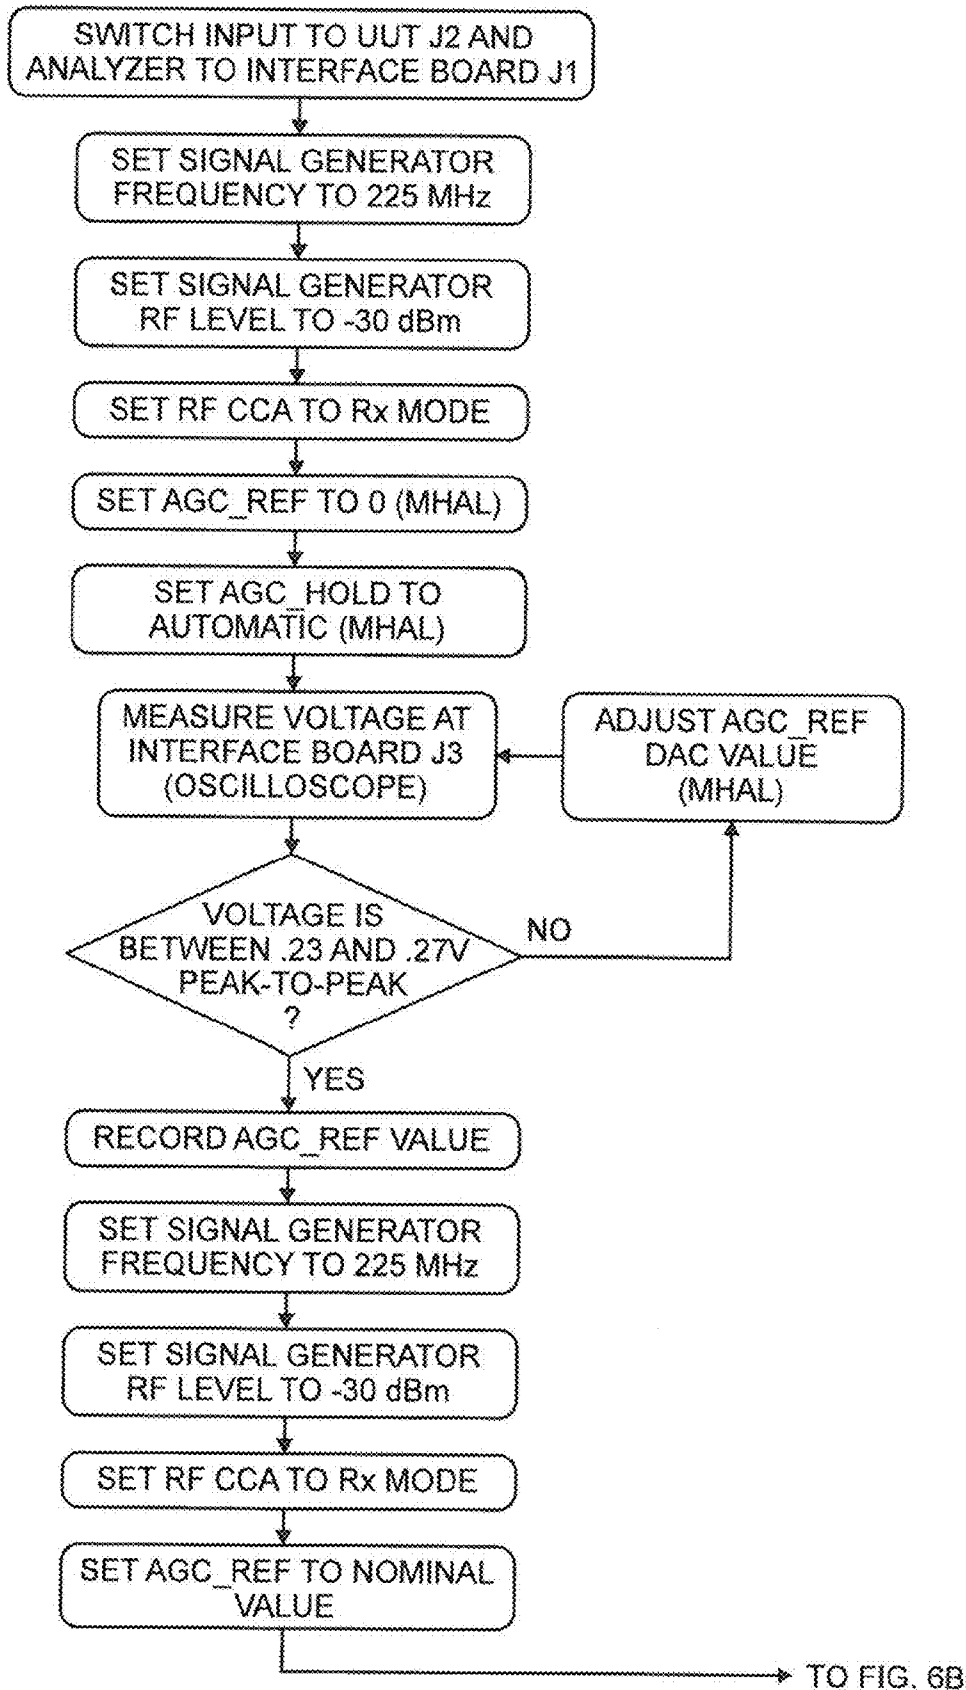 SWITCH INPUT TO UUT J2 AND
ANALYZER TO INTERFACE BOARD J1
SET SIGNAL GENERATOR
FREQUENCY TO 225 MHz
SET SIGNAL GENERATOR
RF LEVEL TO -30 dBm
SET RF CCA TO Rx MODE
SET AGC_REF TO 0 (MHAL)
SET AGC_HOLD TO
AUTOMATIC (MHAL)
MEASURE VOLTAGE AT
INTERFACE BOARD J3
(OSCILLOSCOPE)
ADJUST AGC_REF
DAC VALUE
(MHAL)
VOLTAGE IS
BETWEEN .23 AND .27V
PEAK-TO-PEAK
?
NO
YES
RECORD AGC_REF VALUE
SET SIGNAL GENERATOR
FREQUENCY TO 225 MHz
SET SIGNAL GENERATOR
RF LEVEL TO -30 dBm
SET RF CCA TO Rx MODE
SET AGC_REF TO NOMINAL
VALUE
TO FIG. 6B